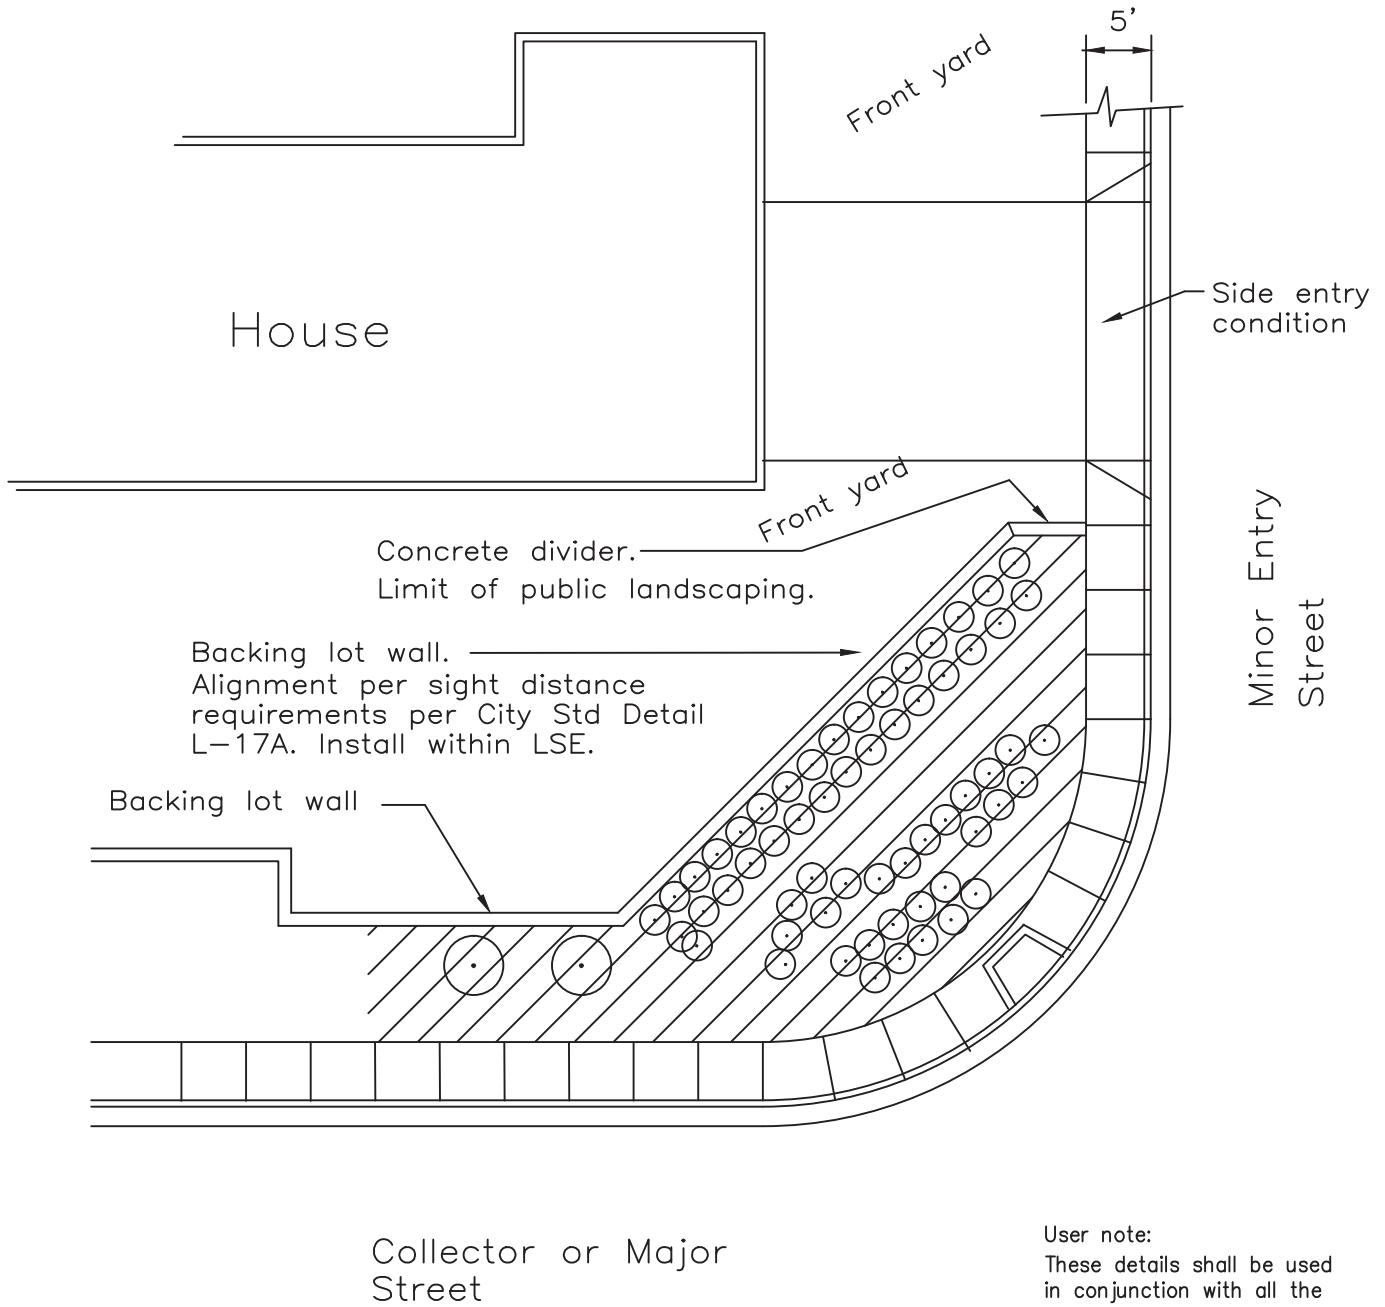 5'
Front yard
Side entry
condition
House
Front yard
Concrete divider.
Limit of public landscaping.
Minor Entry
Street
Backing lot wall.
Alignment per sight distance
requirements per City Std Detail
L-17A. Install within LSE.
Backing lot wall
Collector or Major
Street
User note:
These details shall be used
in conjunction with all the